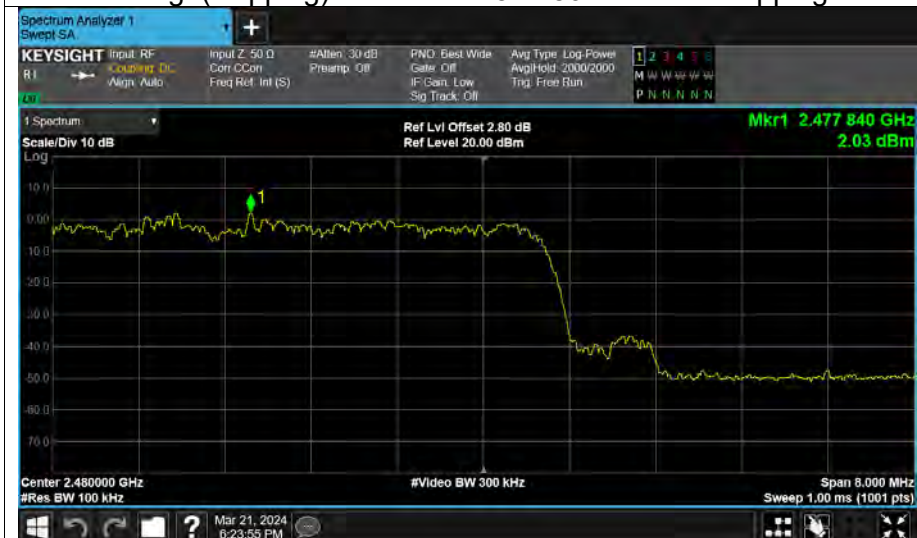 Spectrum Analyzer 1
Swept SA
+
KEYSIGHT Input: RF
Coupling: DC
Align: Auto
Input Z: 50 Ω
Corr CCorr
Freq Ref: Int (S)
#Atten: 30 dB
Preamp: Off
PNO: Best Wide
Gate: Off
IF Gain: Low
Sig Track: Off
Avg Type: Log-Power
Avg|Hold: 2000/2000
Trig: Free Run
1 2 3 4 5 6
M W W W W W
P N N N N N
1 Spectrum
Scale/Div 10 dB
Log
Ref Lvl Offset 2.80 dB
Ref Level 20.00 dBm
Mkr1 2.477 840 GHz
2.03 dBm
1
10.0
0.00
-10.0
-20.0
-30.0
-40.0
-50.0
-60.0
-70.0
Center 2.480000 GHz
#Res BW 100 kHz
#Video BW 300 kHz
Span 8.000 MHz
Sweep 1.00 ms (1001 pts)
?
Mar 21, 2024
6:23:55 PM